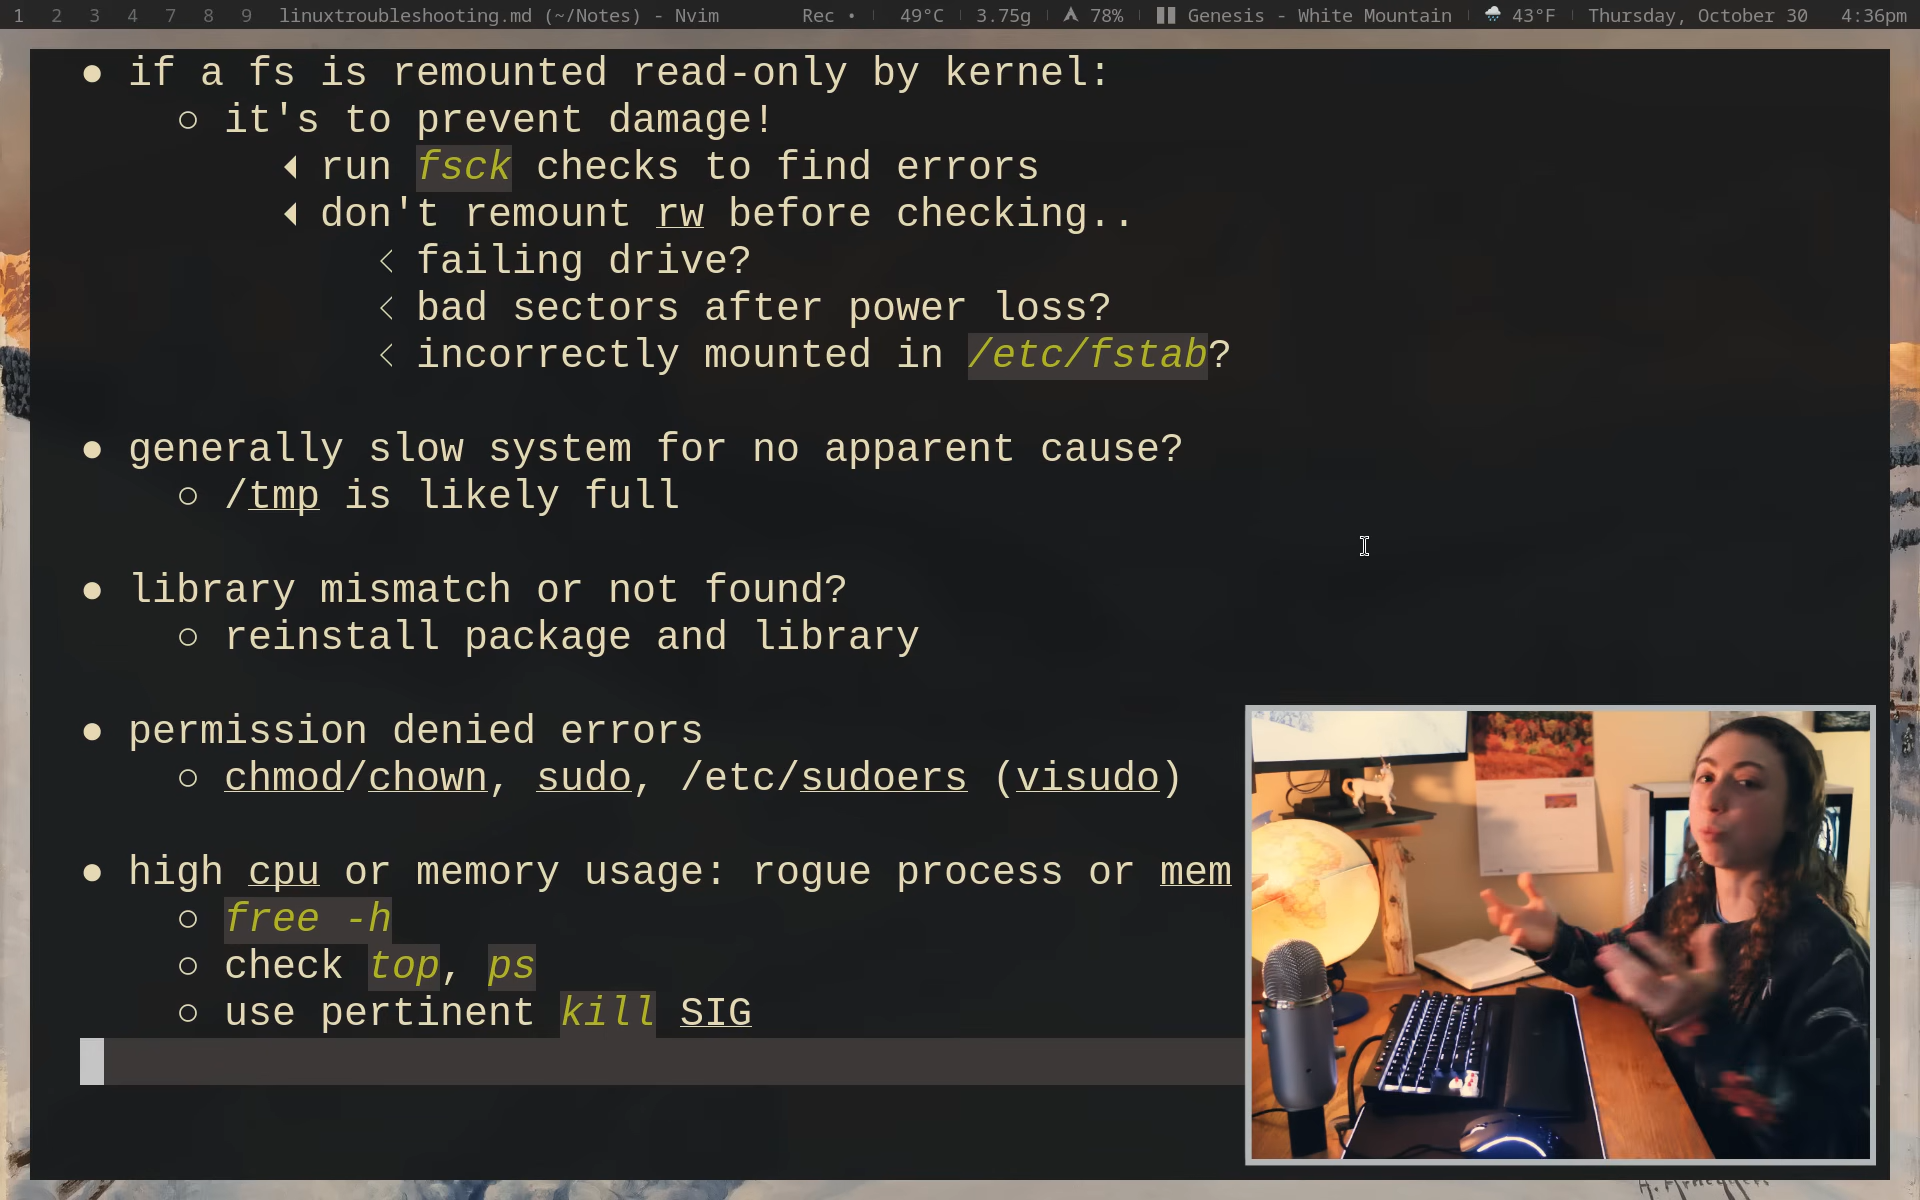 1 2 3 4 7 8 9 linuxtroubleshooting.md (~/Notes) - Nvim Rec • 49°C 3.75g 78% Genesis - White Mountain 43°F Thursday, October 30 4:36pm
● if a fs is remounted read-only by kernel:
○ it's to prevent damage!
run fsck checks to find errors
don't remount rw before checking..
failing drive?
bad sectors after power loss?
incorrectly mounted in /etc/fstab?
● generally slow system for no apparent cause?
○ /tmp is likely full
● library mismatch or not found?
○ reinstall package and library
● permission denied errors
○ chmod/chown, sudo, /etc/sudoers (visudo)
● high cpu or memory usage: rogue process or mem
○ free -h
○ check top, ps
○ use pertinent kill SIG